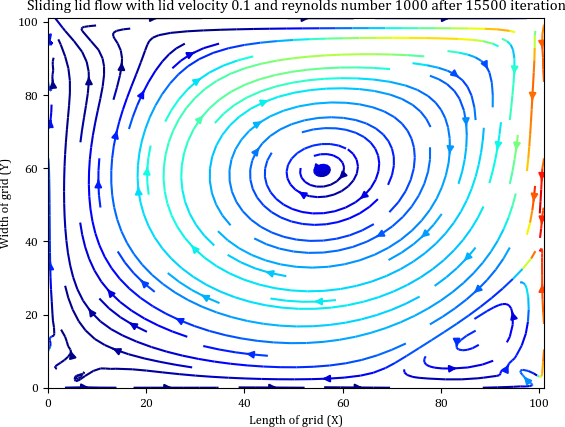 Sliding lid flow with lid velocity 0.1 and reynolds number 1000 after 15500 iteration
100
80
60
40
20
0
Width of grid (Y)
0 20 40 60 80 100
Length of grid (X)